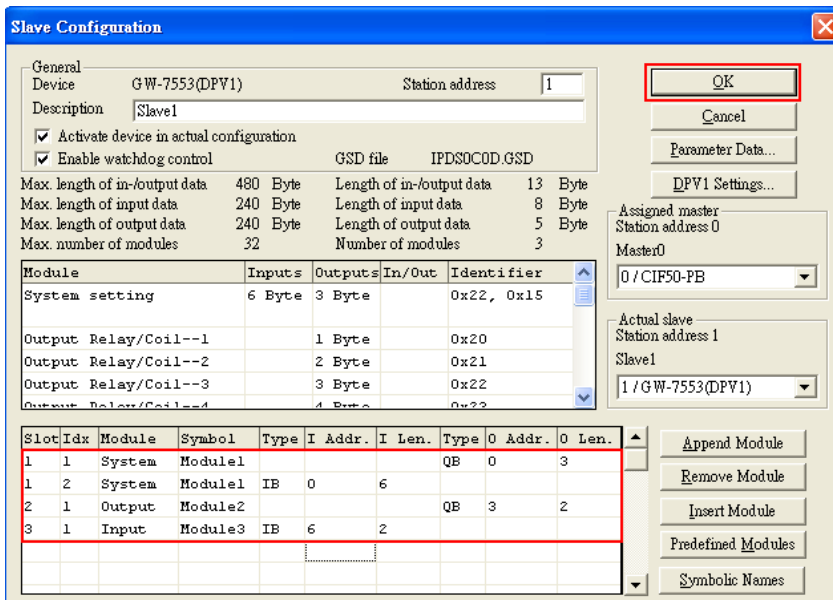 Slave Configuration
General
Device GW-7553(DPV1) Station address 1
Description Slave1
Activate device in actual configuration
Enable watchdog control GSD file IPDS0C0D.GSD
Max. length of in-/output data 480 Byte Length of in-/output data 13 Byte
Max. length of input data 240 Byte Length of input data 8 Byte
Max. length of output data 240 Byte Length of output data 5 Byte
Max. number of modules 32 Number of modules 3
OK
Cancel
Parameter Data...
DPV1 Settings...
Assigned master
Station address 0
Master0
0 / CIF50-PB
Actual slave
Station address 1
Slave1
1 / GW-7553(DPV1)
Module Inputs Outputs In/Out Identifier
System setting 6 Byte 3 Byte 0x22, 0x15
Output Relay/Coil--1 1 Byte 0x20
Output Relay/Coil--2 2 Byte 0x21
Output Relay/Coil--3 3 Byte 0x22
Output Relay/Coil--4 4 Byte 0x23
Slot Idx Module Symbol Type I Addr. I Len. Type O Addr. O Len.
1 1 System Module1 QB 0 3
1 2 System Module1 IB 0 6
2 1 Output Module2 QB 3 2
3 1 Input Module3 IB 6 2
Append Module
Remove Module
Insert Module
Predefined Modules
Symbolic Names